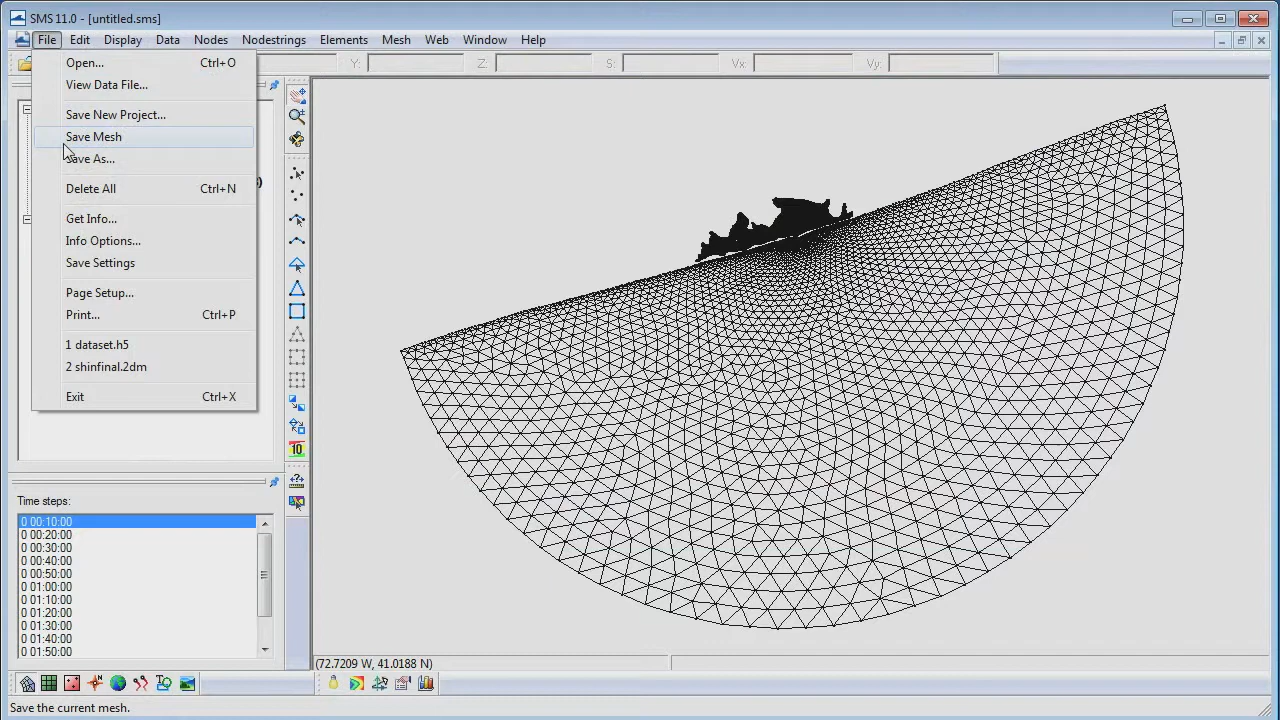 SMS 11.0 - [untitled.sms]
File Edit Display Data Nodes Nodestrings Elements Mesh Web Window Help
Y: Z: S: Vx: Vy:
Open... Ctrl+O
View Data File...
Save New Project...
Save Mesh
Save As...
Delete All Ctrl+N
Get Info...
Info Options...
Save Settings
Page Setup...
Print... Ctrl+P
1 dataset.h5
2 shinfinal.2dm
Exit Ctrl+X
10
Time steps:
0 00:10:00
0 00:20:00
0 00:30:00
0 00:40:00
0 00:50:00
0 01:00:00
0 01:10:00
0 01:20:00
0 01:30:00
0 01:40:00
0 01:50:00
(72.7209 W, 41.0188 N)
Save the current mesh.